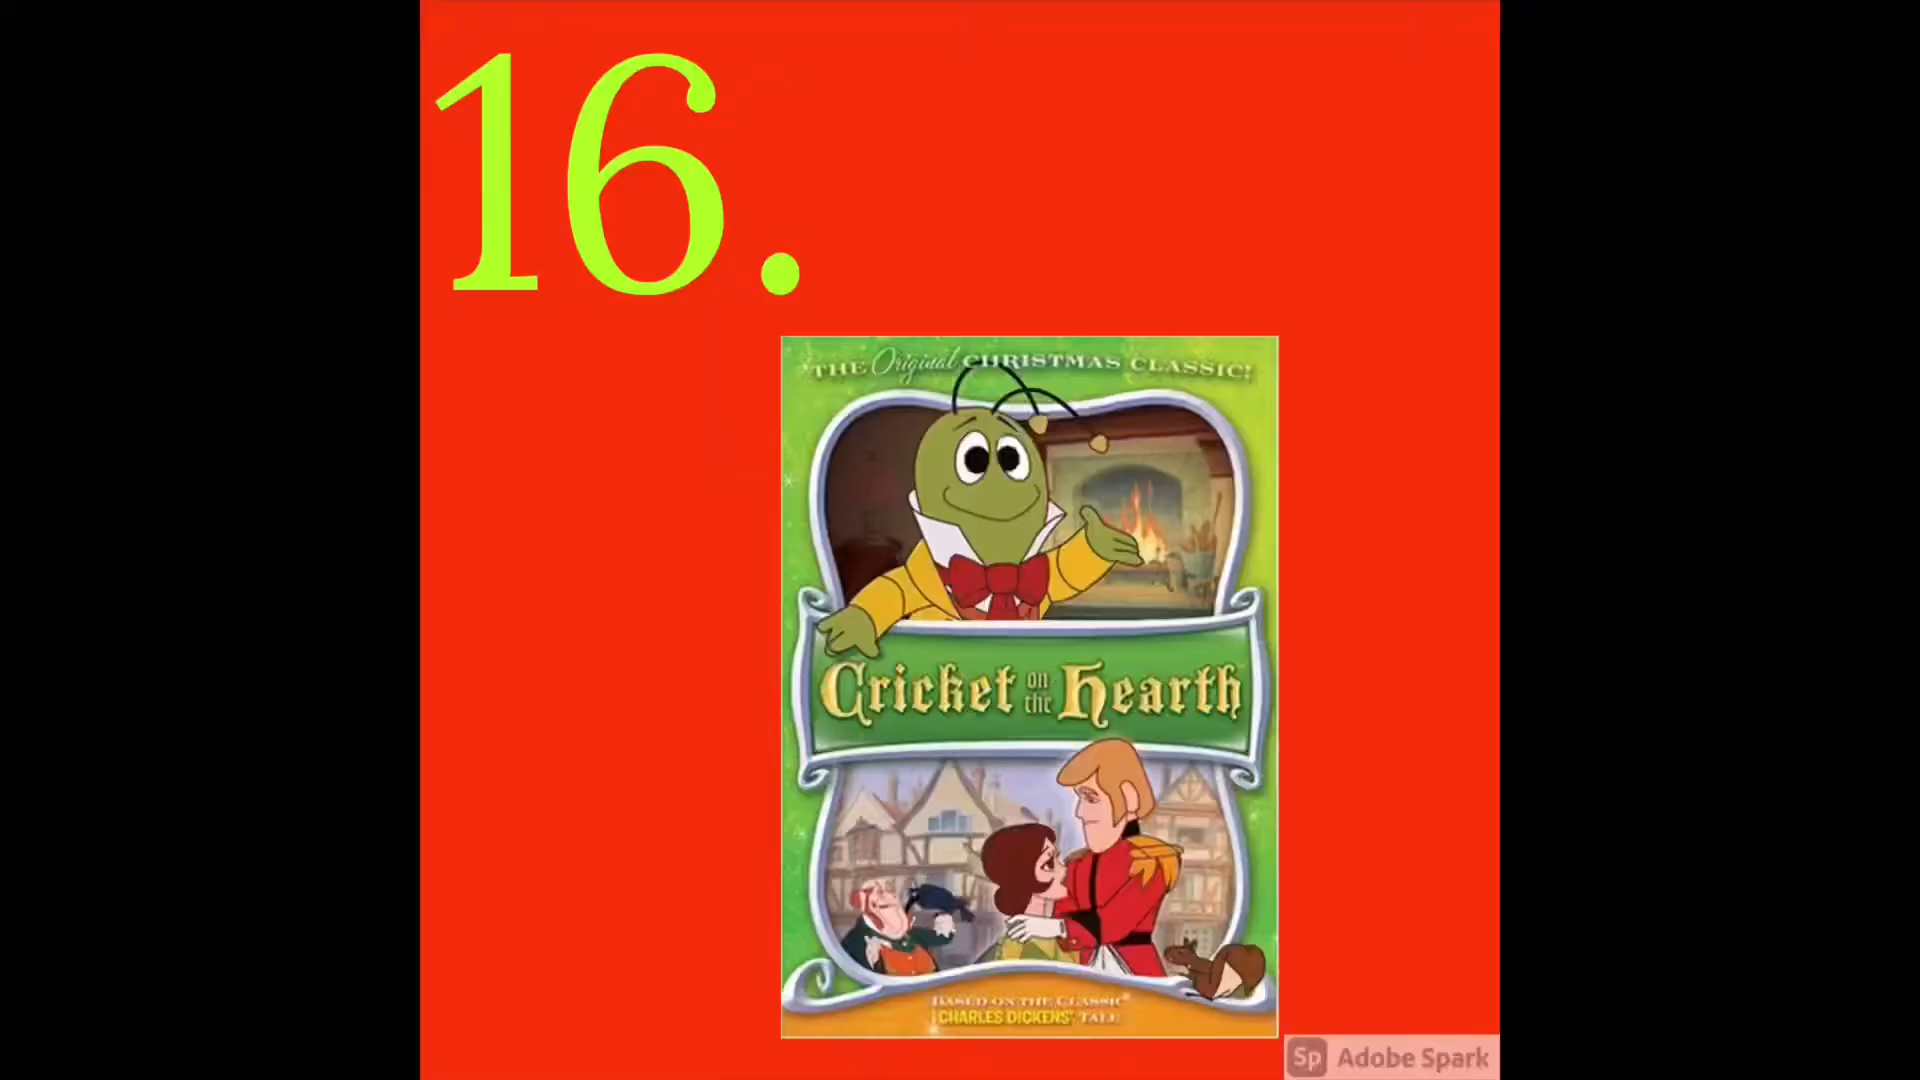 16.
THE Original CHRISTMAS CLASSIC!
Cricket on the Hearth
BASED ON THE CLASSIC
CHARLES DICKENS' TALE
Sp Adobe Spark